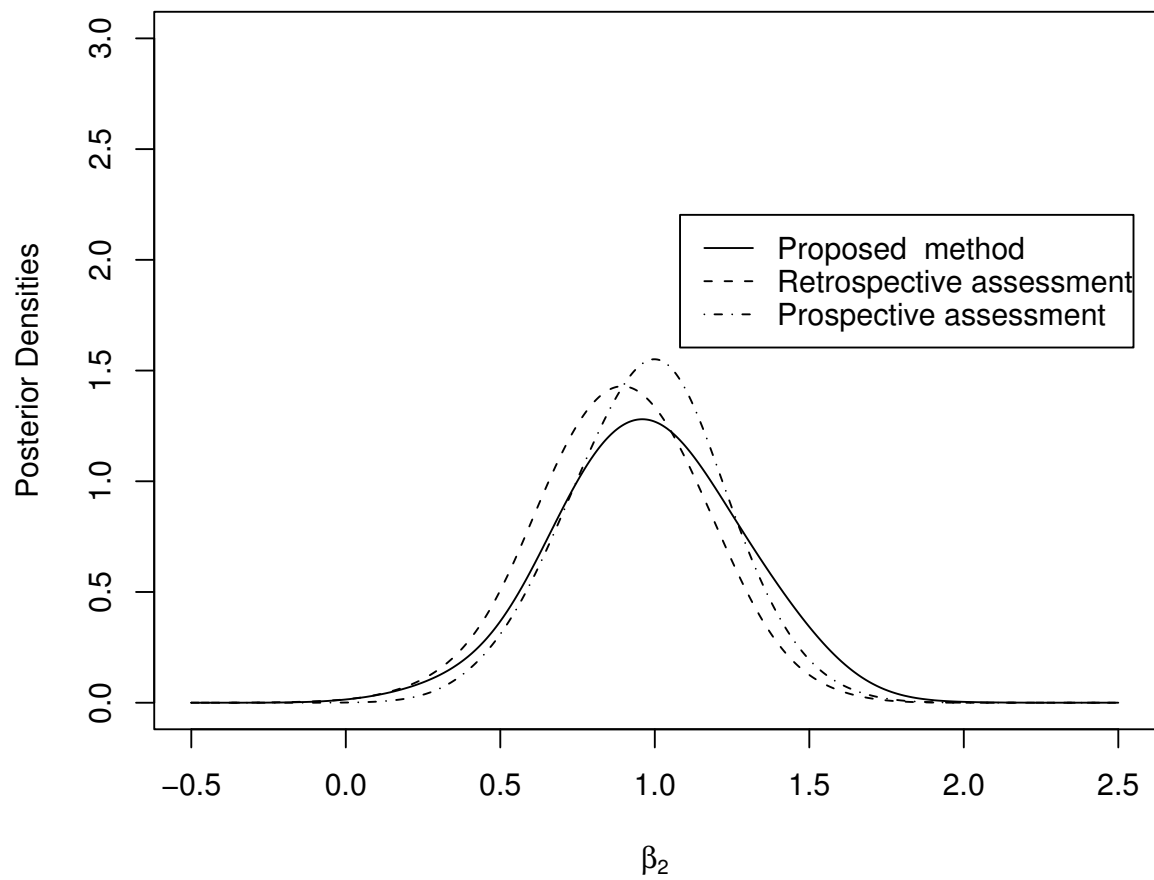 3.0
2.5
2.0
1.5
1.0
0.5
0.0
Posterior Densities
Proposed  method
Retrospective assessment
Prospective assessment
−0.5 0.0 0.5 1.0 1.5 2.0 2.5
β₂